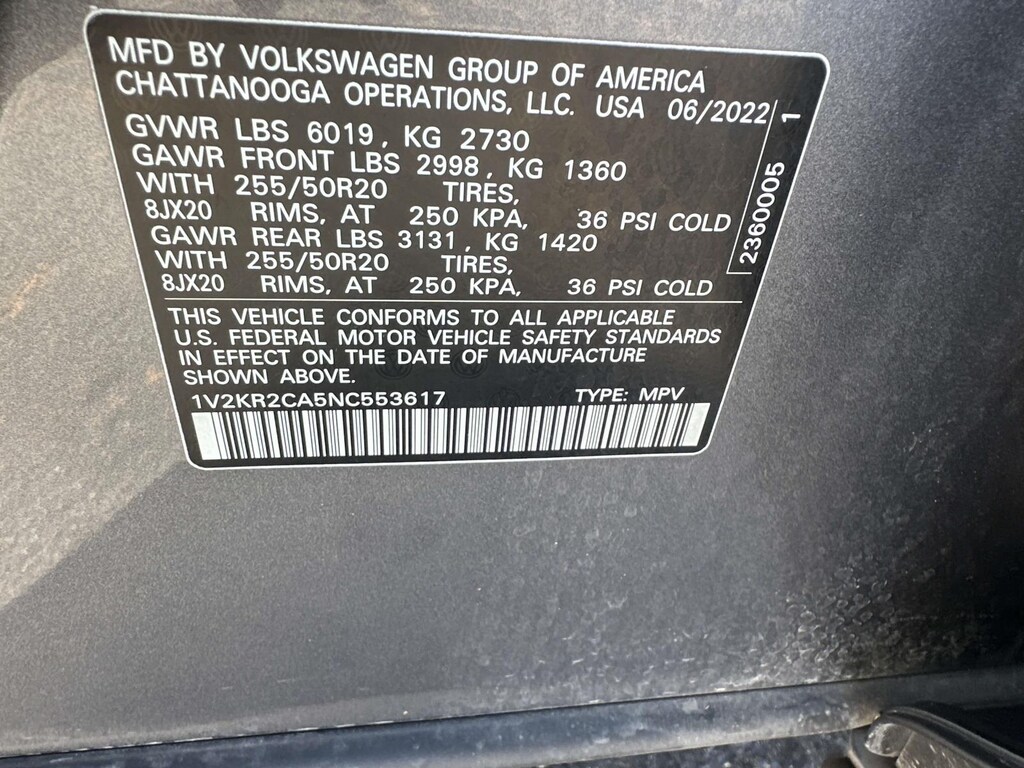 MFD BY VOLKSWAGEN GROUP OF AMERICA
CHATTANOOGA OPERATIONS, LLC. USA 06/2022
GVWR LBS 6019, KG 2730
GAWR FRONT LBS 2998, KG 1360
WITH 255/50R20 TIRES,
8JX20 RIMS, AT 250 KPA, 36 PSI COLD
GAWR REAR LBS 3131, KG 1420
WITH 255/50R20 TIRES,
8JX20 RIMS, AT 250 KPA, 36 PSI COLD
2360005 1
THIS VEHICLE CONFORMS TO ALL APPLICABLE
U.S. FEDERAL MOTOR VEHICLE SAFETY STANDARDS
IN EFFECT ON THE DATE OF MANUFACTURE
SHOWN ABOVE.
1V2KR2CA5NC553617 TYPE: MPV